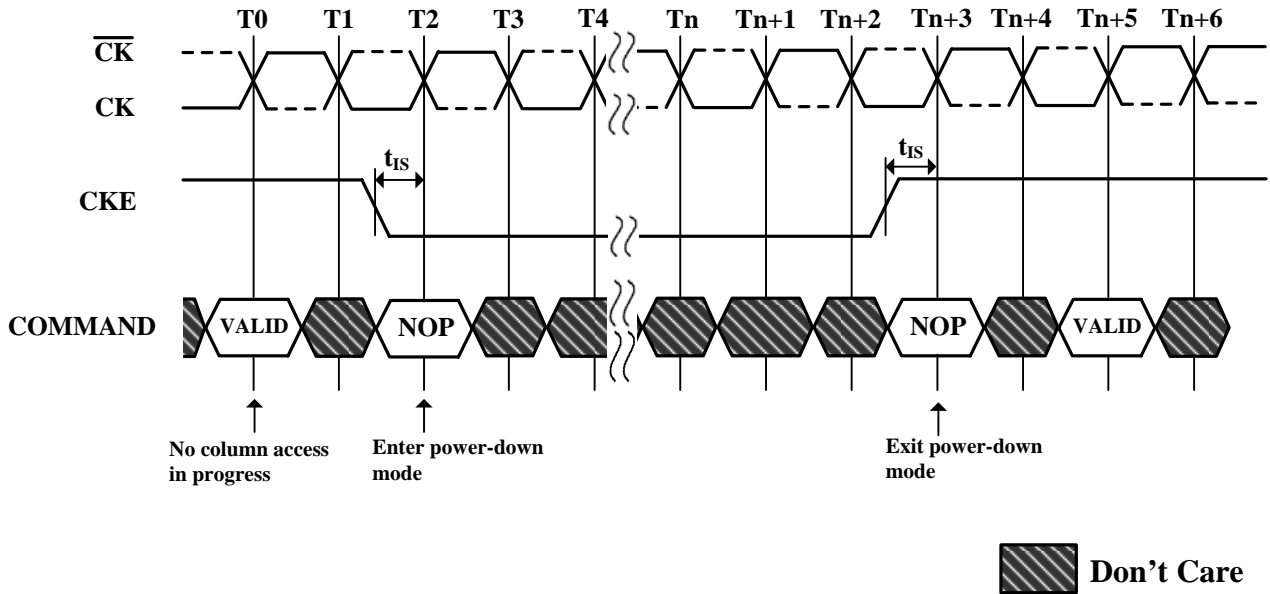 T0 T1 T2 T3 T4 Tn Tn+1 Tn+2 Tn+3 Tn+4 Tn+5 Tn+6
CK
CK
tIS
tIS
CKE
COMMAND
VALID
NOP
NOP
VALID
No column access
in progress
Enter power-down
mode
Exit power-down
mode
Don't Care